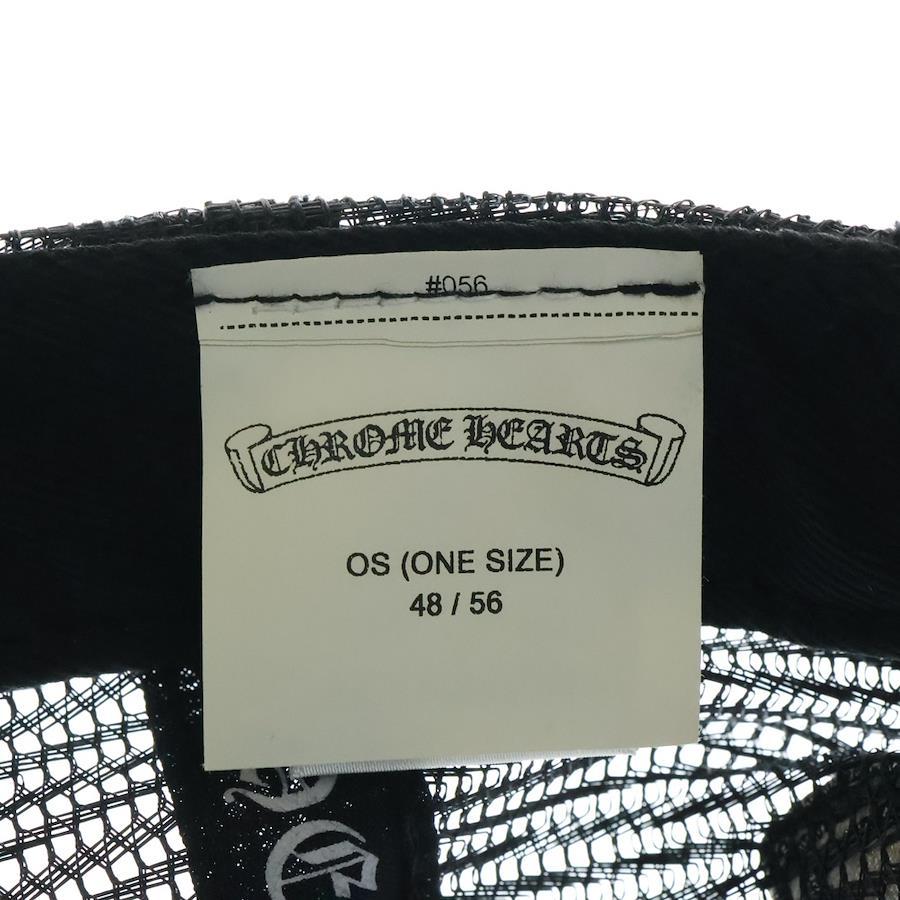 #056
CHROME HEARTS
OS (ONE SIZE)
48 / 56